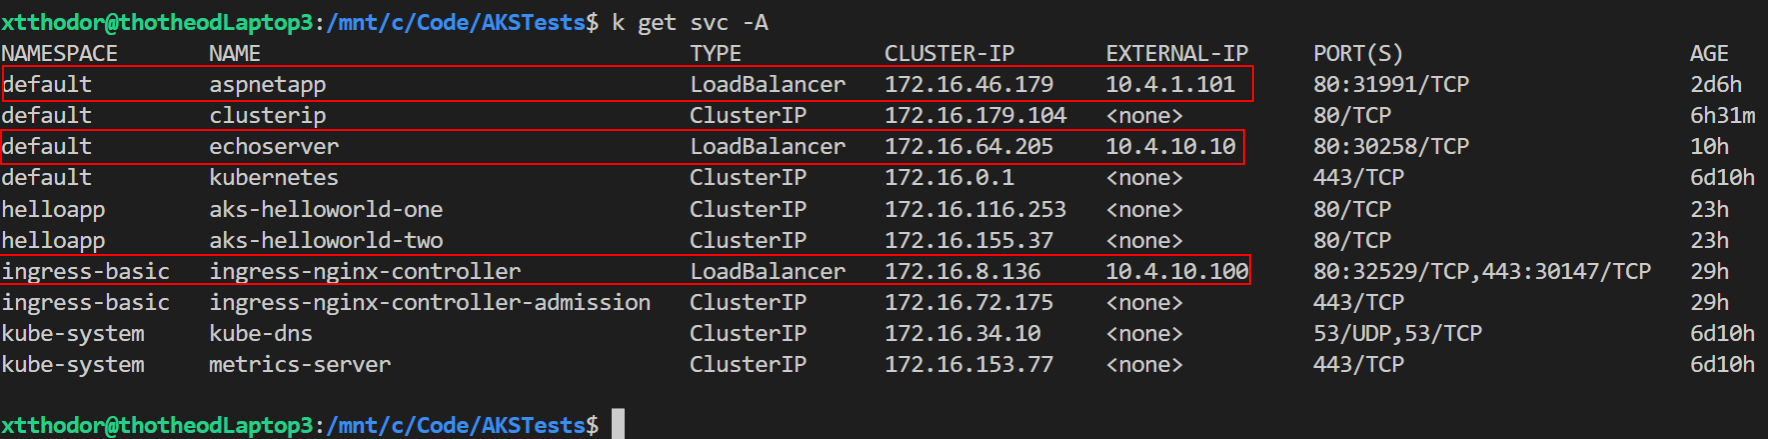 xtthodor@thotheodLaptop3:/mnt/c/Code/AKSTests$ k get svc -A
NAMESPACE NAME TYPE CLUSTER-IP EXTERNAL-IP PORT(S) AGE
default aspnetapp LoadBalancer 172.16.46.179 10.4.1.101 80:31991/TCP 2d6h
default clusterip ClusterIP 172.16.179.104 <none> 80/TCP 6h31m
default echoserver LoadBalancer 172.16.64.205 10.4.10.10 80:30258/TCP 10h
default kubernetes ClusterIP 172.16.0.1 <none> 443/TCP 6d10h
helloapp aks-helloworld-one ClusterIP 172.16.116.253 <none> 80/TCP 23h
helloapp aks-helloworld-two ClusterIP 172.16.155.37 <none> 80/TCP 23h
ingress-basic ingress-nginx-controller LoadBalancer 172.16.8.136 10.4.10.100 80:32529/TCP,443:30147/TCP 29h
ingress-basic ingress-nginx-controller-admission ClusterIP 172.16.72.175 <none> 443/TCP 29h
kube-system kube-dns ClusterIP 172.16.34.10 <none> 53/UDP,53/TCP 6d10h
kube-system metrics-server ClusterIP 172.16.153.77 <none> 443/TCP 6d10h
xtthodor@thotheodLaptop3:/mnt/c/Code/AKSTests$